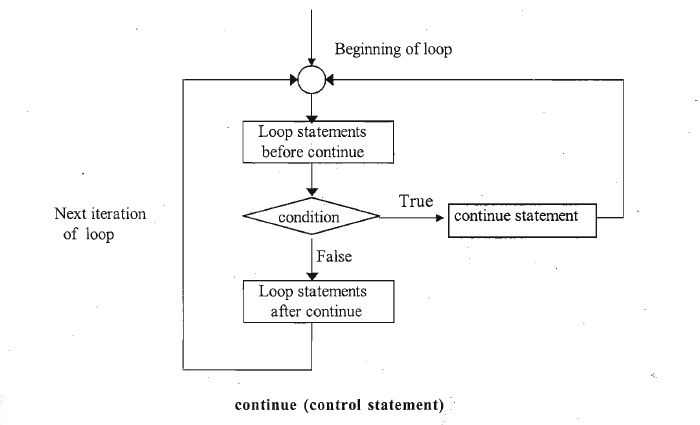 Beginning of loop
Loop statements
before continue
condition
True
continue statement
Next iteration
of loop
False
Loop statements
after continue
continue (control statement)